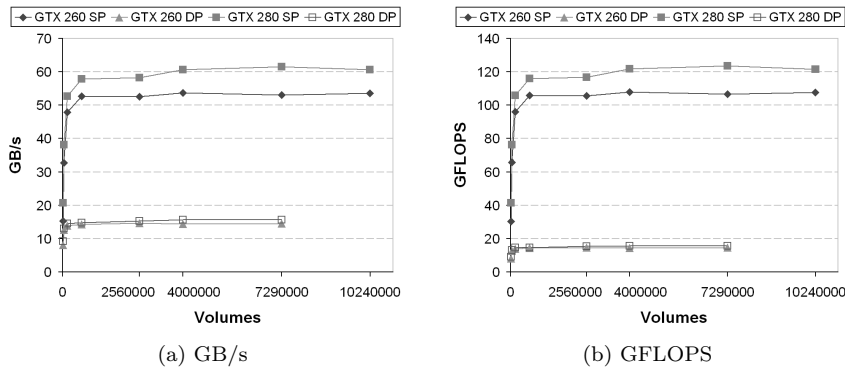 GTX 260 SP GTX 260 DP GTX 280 SP GTX 280 DP
70
60
50
40
30
20
10
0
GB/s
0 2560000 4000000 7290000 10240000
Volumes
(a) GB/s
GTX 260 SP GTX 260 DP GTX 280 SP GTX 280 DP
140
120
100
80
60
40
20
0
GFLOPS
0 2560000 4000000 7290000 10240000
Volumes
(b) GFLOPS